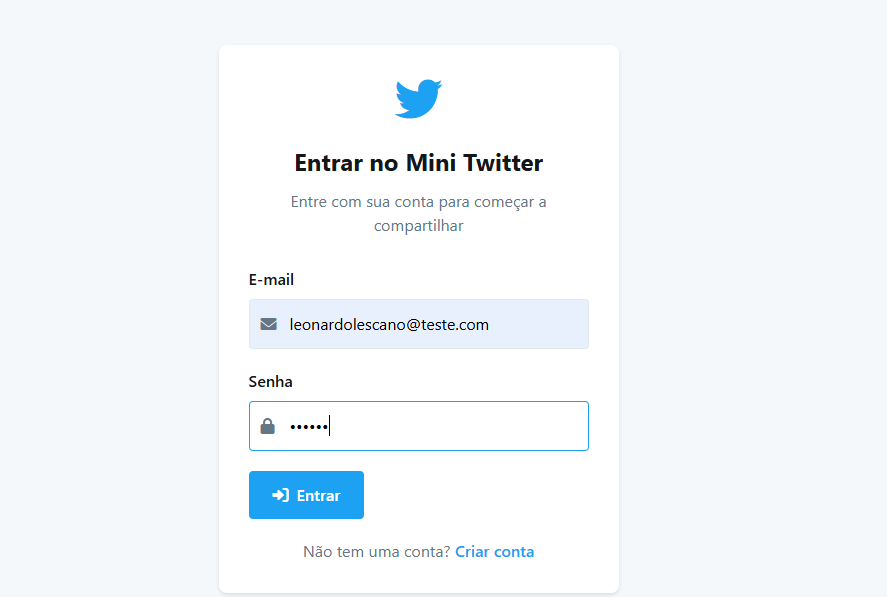 Entrar no Mini Twitter
Entre com sua conta para começar a
compartilhar
E-mail
leonardolescano@teste.com
Senha
••••••
Entrar
Não tem uma conta? Criar conta